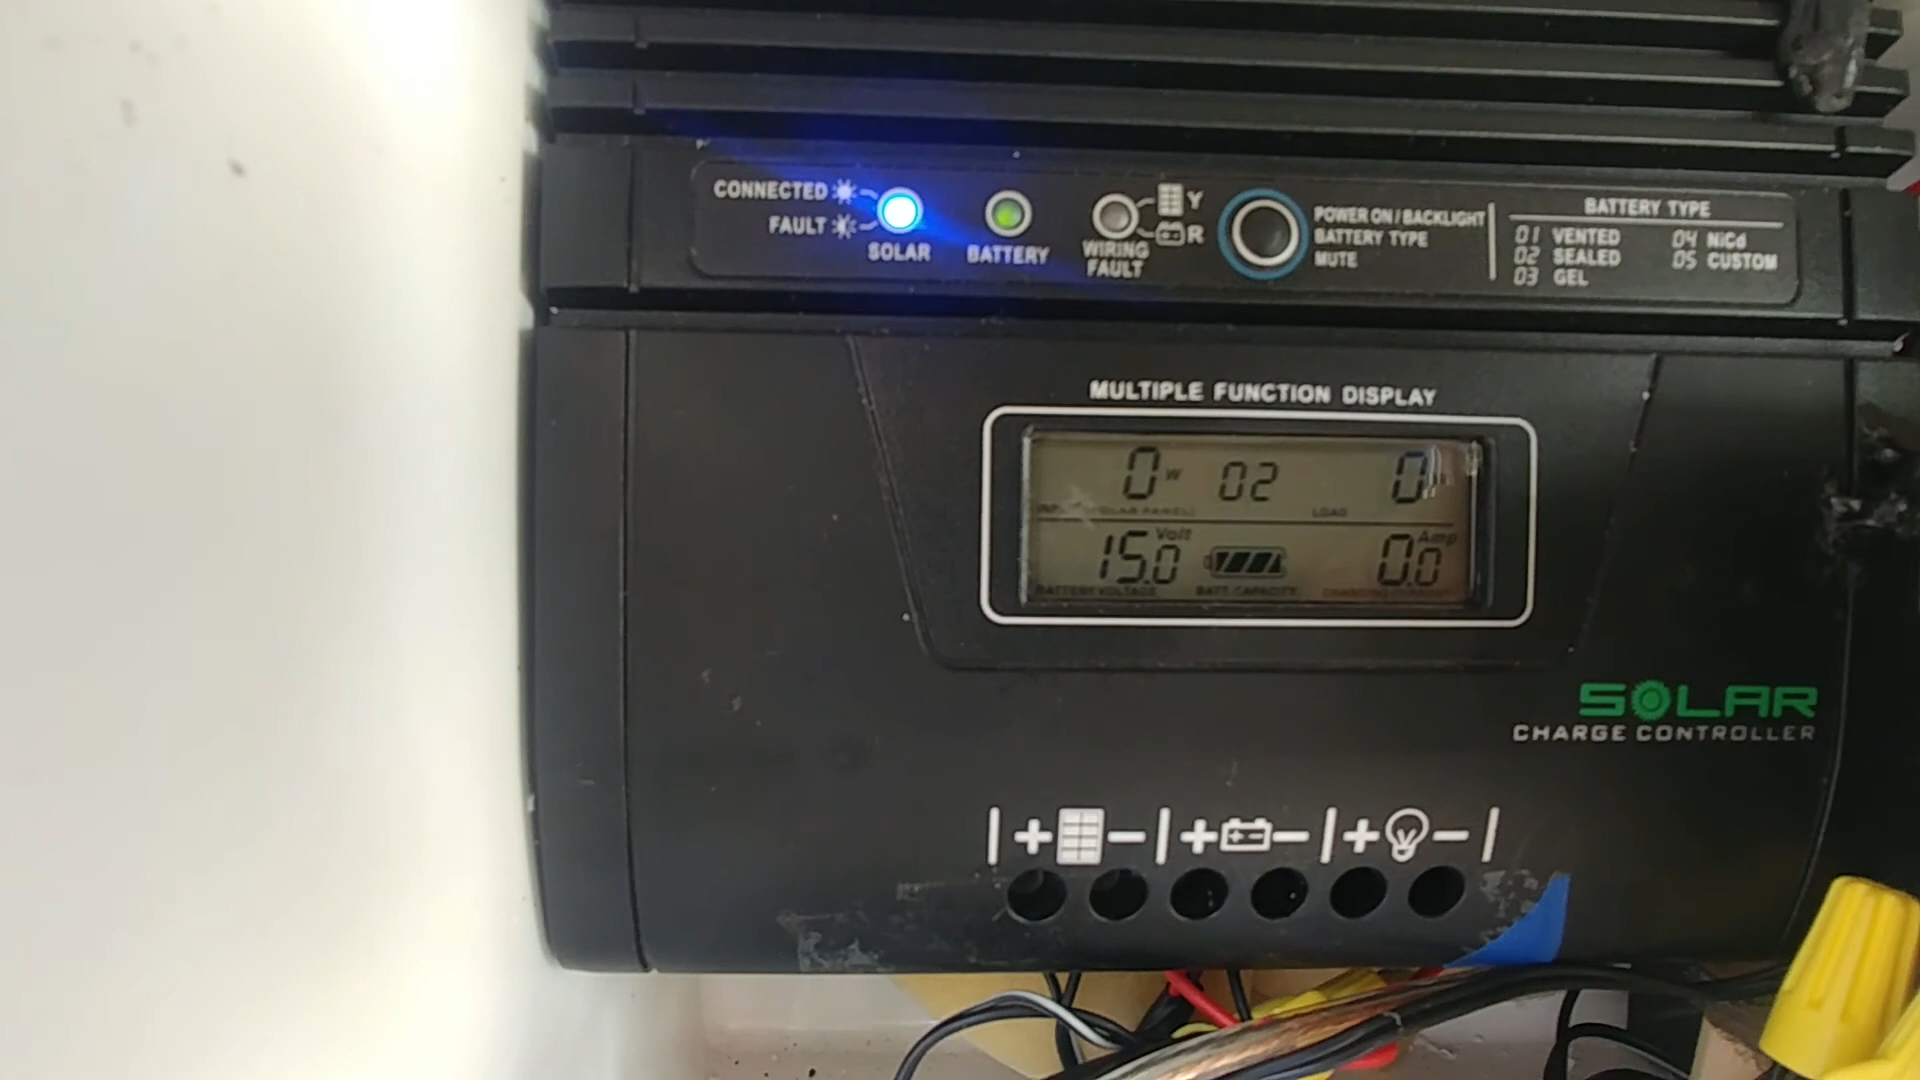 CONNECTED
FAULT
SOLAR
BATTERY
WIRING
FAULT
Y
R
POWER ON / BACKLIGHT
BATTERY TYPE
MUTE
BATTERY TYPE
01 VENTED
02 SEALED
03 GEL
04 NiCd
05 CUSTOM
MULTIPLE FUNCTION DISPLAY
0 W 02 0
INPUT (SOLAR PANEL) LOAD
15.0 Volt 0.0 Amp
BATTERY VOLTAGE BATT. CAPACITY CHARGING CURRENT
SOLAR
CHARGE CONTROLLER